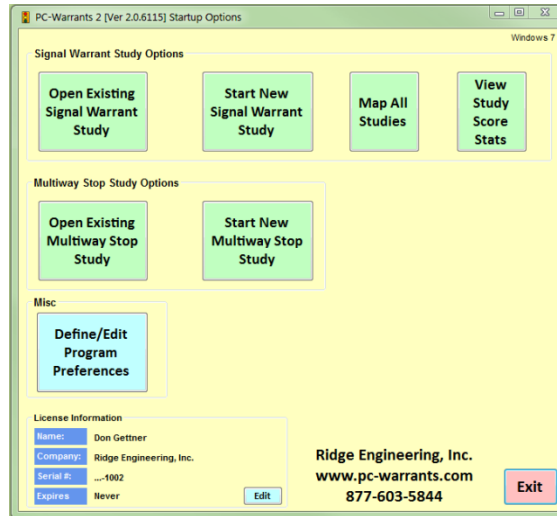 PC-Warrants 2 [Ver 2.0.6115] Startup Options
Windows 7
Signal Warrant Study Options
Open Existing
Signal Warrant
Study
Start New
Signal Warrant
Study
Map All
Studies
View
Study
Score
Stats
Multiway Stop Study Options
Open Existing
Multiway Stop
Study
Start New
Multiway Stop
Study
Misc
Define/Edit
Program
Preferences
License Information
Name: Don Gettner
Company: Ridge Engineering, Inc.
Serial #: ...-1002
Expires Never
Edit
Ridge Engineering, Inc.
www.pc-warrants.com
877-603-5844
Exit